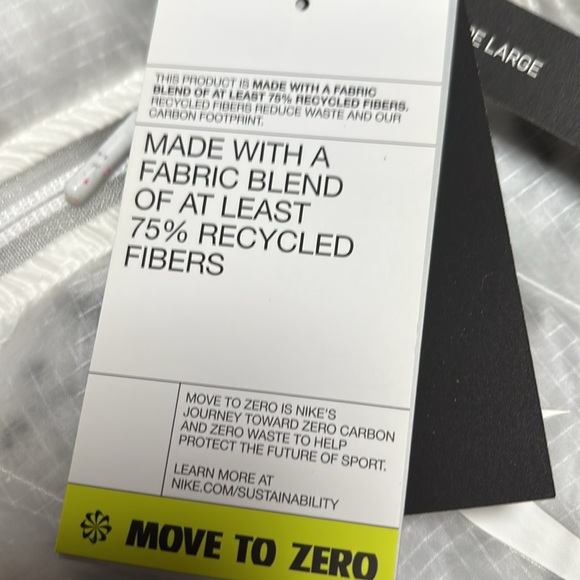 THIS PRODUCT IS MADE WITH A FABRIC
BLEND OF AT LEAST 75% RECYCLED FIBERS.
RECYCLED FIBERS REDUCE WASTE AND OUR
CARBON FOOTPRINT.
MADE WITH A
FABRIC BLEND
OF AT LEAST
75% RECYCLED
FIBERS
MOVE TO ZERO IS NIKE'S
JOURNEY TOWARD ZERO CARBON
AND ZERO WASTE TO HELP
PROTECT THE FUTURE OF SPORT.
LEARN MORE AT
NIKE.COM/SUSTAINABILITY
MOVE TO ZERO
LARGE